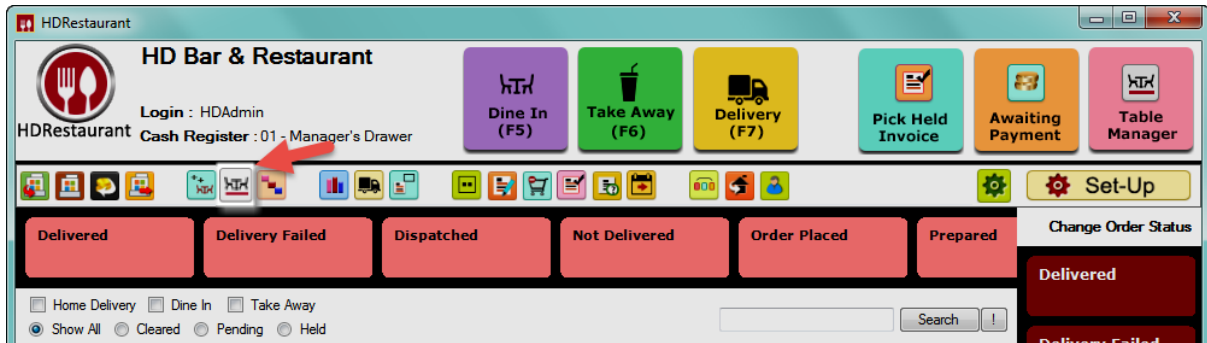 HDRestaurant
HD Bar & Restaurant
Login : HDAdmin
Cash Register : 01 - Manager's Drawer
HDRestaurant
Dine In
(F5)
Take Away
(F6)
Delivery
(F7)
Pick Held
Invoice
Awaiting
Payment
Table
Manager
Set-Up
Delivered
Delivery Failed
Dispatched
Not Delivered
Order Placed
Prepared
Change Order Status
Delivered
Home Delivery Dine In Take Away
Show All Cleared Pending Held
Search !
Delivery Failed